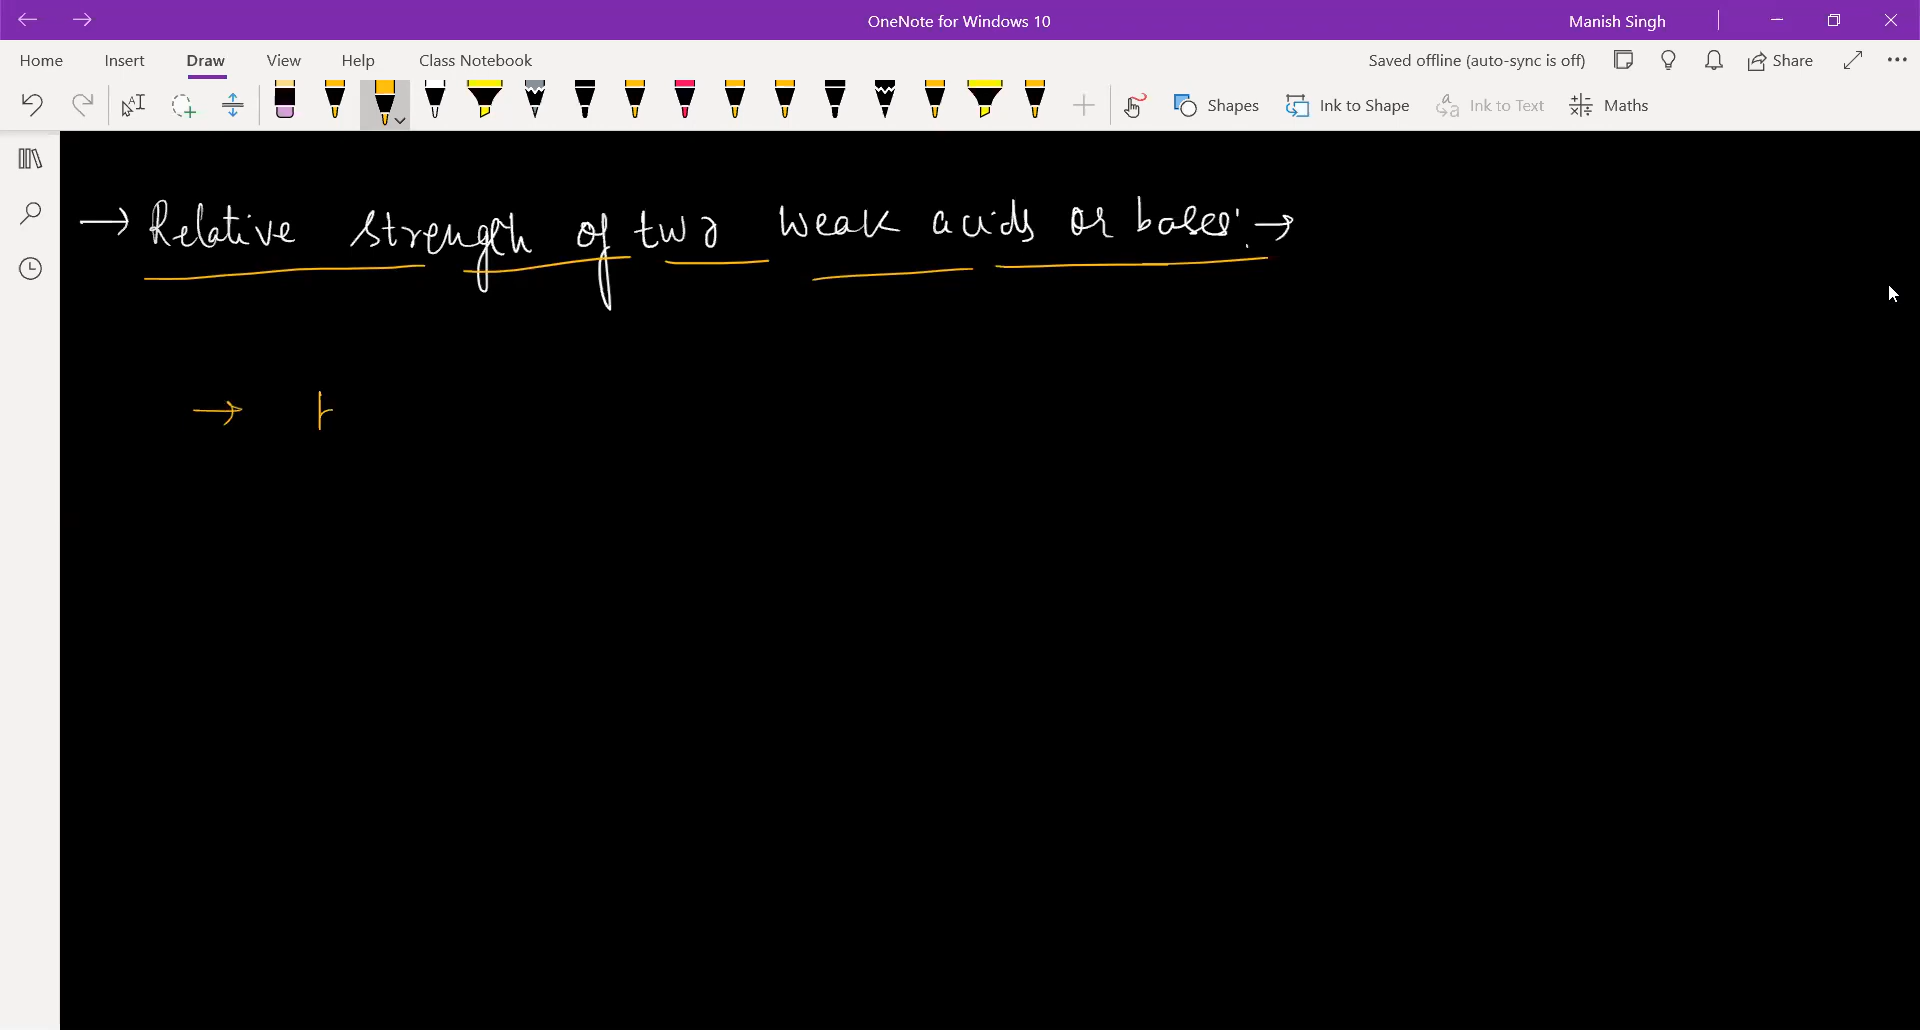 OneNote for Windows 10 Manish Singh
Home Insert Draw View Help Class Notebook Saved offline (auto-sync is off) Share
Shapes Ink to Shape Ink to Text Maths
→ Relative strength of two weak acids or bases: →
→